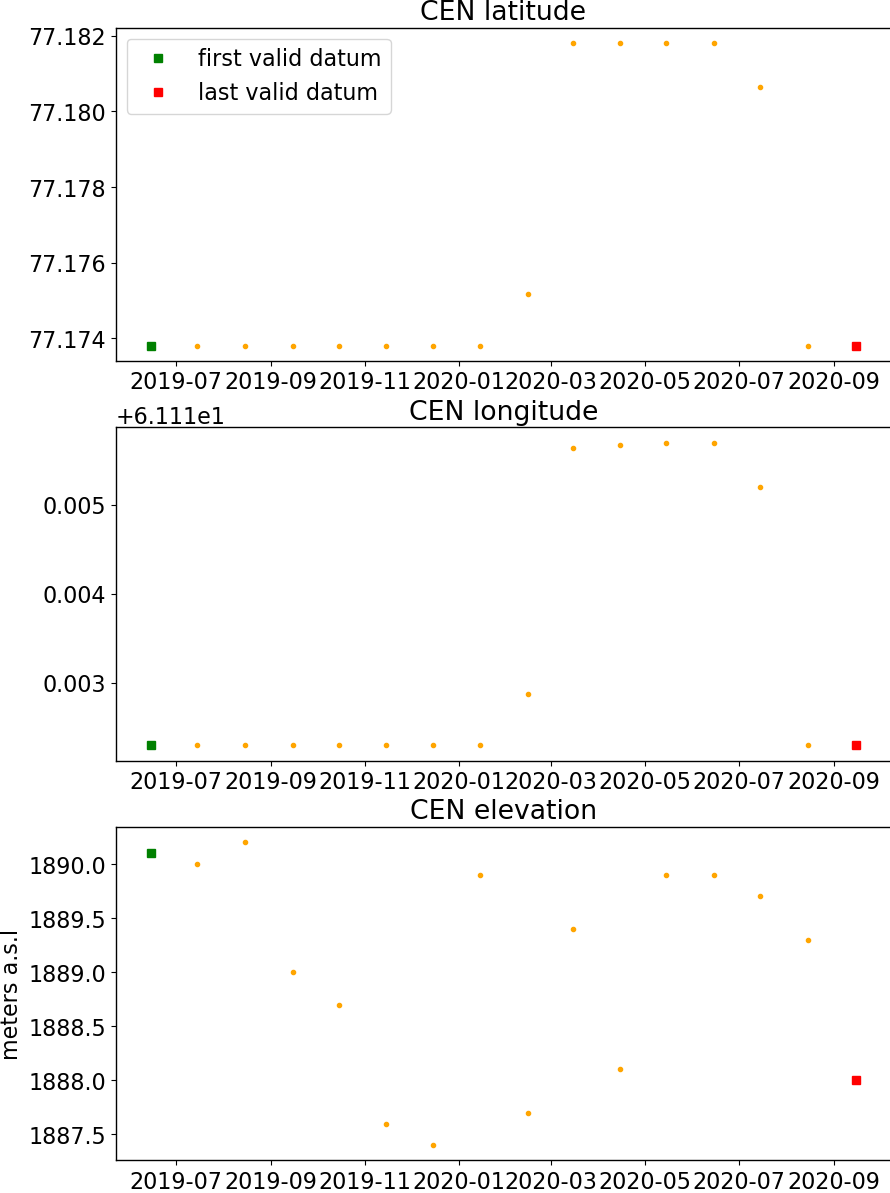 CEN latitude
77.182
77.180
77.178
77.176
77.174
first valid datum
last valid datum
2019-07 2019-09 2019-11 2020-01 2020-03 2020-05 2020-07 2020-09
CEN longitude
+6.111e1
0.005
0.004
0.003
2019-07 2019-09 2019-11 2020-01 2020-03 2020-05 2020-07 2020-09
CEN elevation
meters a.s.l
1890.0
1889.5
1889.0
1888.5
1888.0
1887.5
2019-07 2019-09 2019-11 2020-01 2020-03 2020-05 2020-07 2020-09